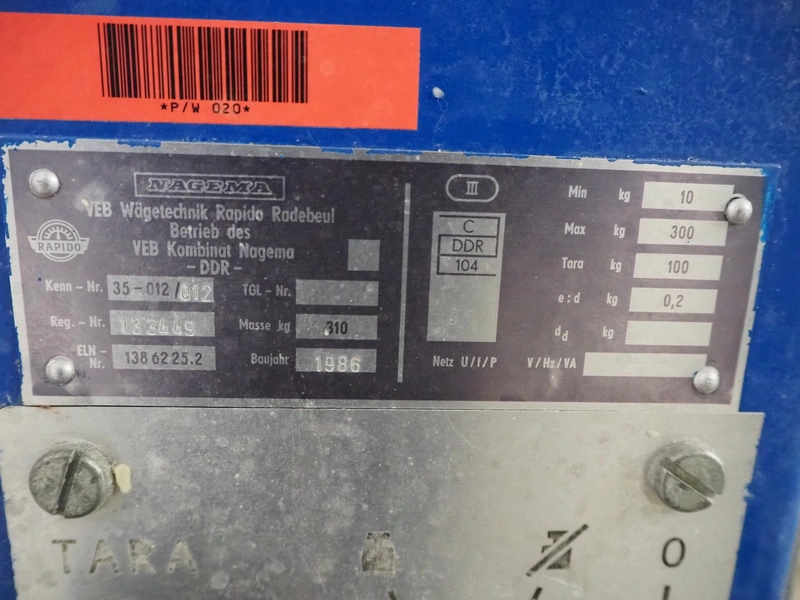 *P/W 020*
NAGEMA
VEB Wägetechnik Rapido Radebeul
Betrieb des
VEB Kombinat Nagema
-DDR-
RAPIDO
Kenn-Nr. 35-012/012
TGL-Nr.
Reg.-Nr. 133449
Masse kg 310
ELN-Nr. 138 62 25.2
Baujahr 1986
III
C
DDR
104
Netz U/f/P V/Hz/VA
Min kg 10
Max kg 300
Tara kg 100
e:d kg 0,2
dd kg
TARA
0